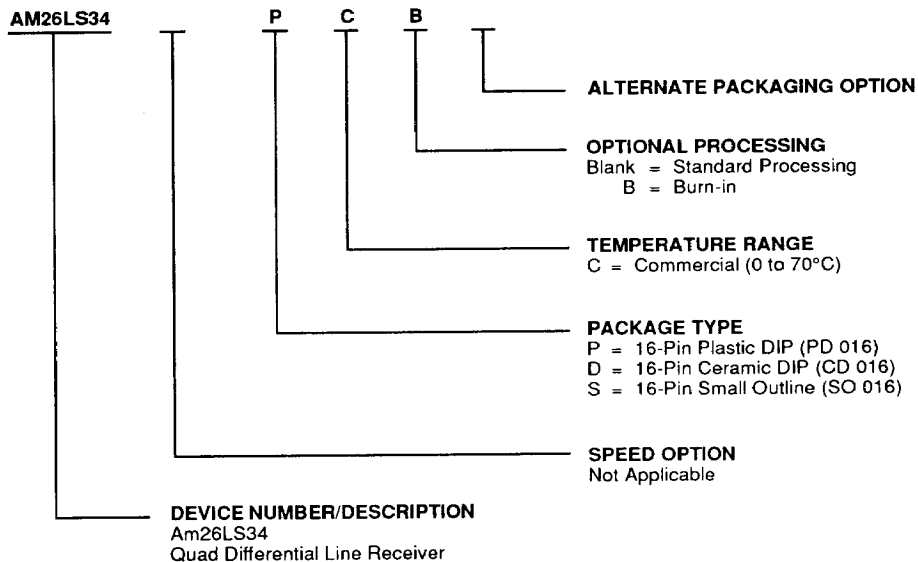 AM26LS34 P C B
ALTERNATE PACKAGING OPTION
OPTIONAL PROCESSING
Blank = Standard Processing
B = Burn-in
TEMPERATURE RANGE
C = Commercial (0 to 70°C)
PACKAGE TYPE
P = 16-Pin Plastic DIP (PD 016)
D = 16-Pin Ceramic DIP (CD 016)
S = 16-Pin Small Outline (SO 016)
SPEED OPTION
Not Applicable
DEVICE NUMBER/DESCRIPTION
Am26LS34
Quad Differential Line Receiver